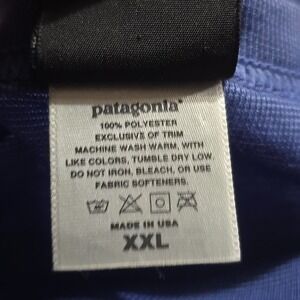 patagonia®
100% POLYESTER
EXCLUSIVE OF TRIM
MACHINE WASH WARM, WITH
LIKE COLORS, TUMBLE DRY LOW.
DO NOT IRON, BLEACH, OR USE
FABRIC SOFTENERS.
MADE IN USA
XXL